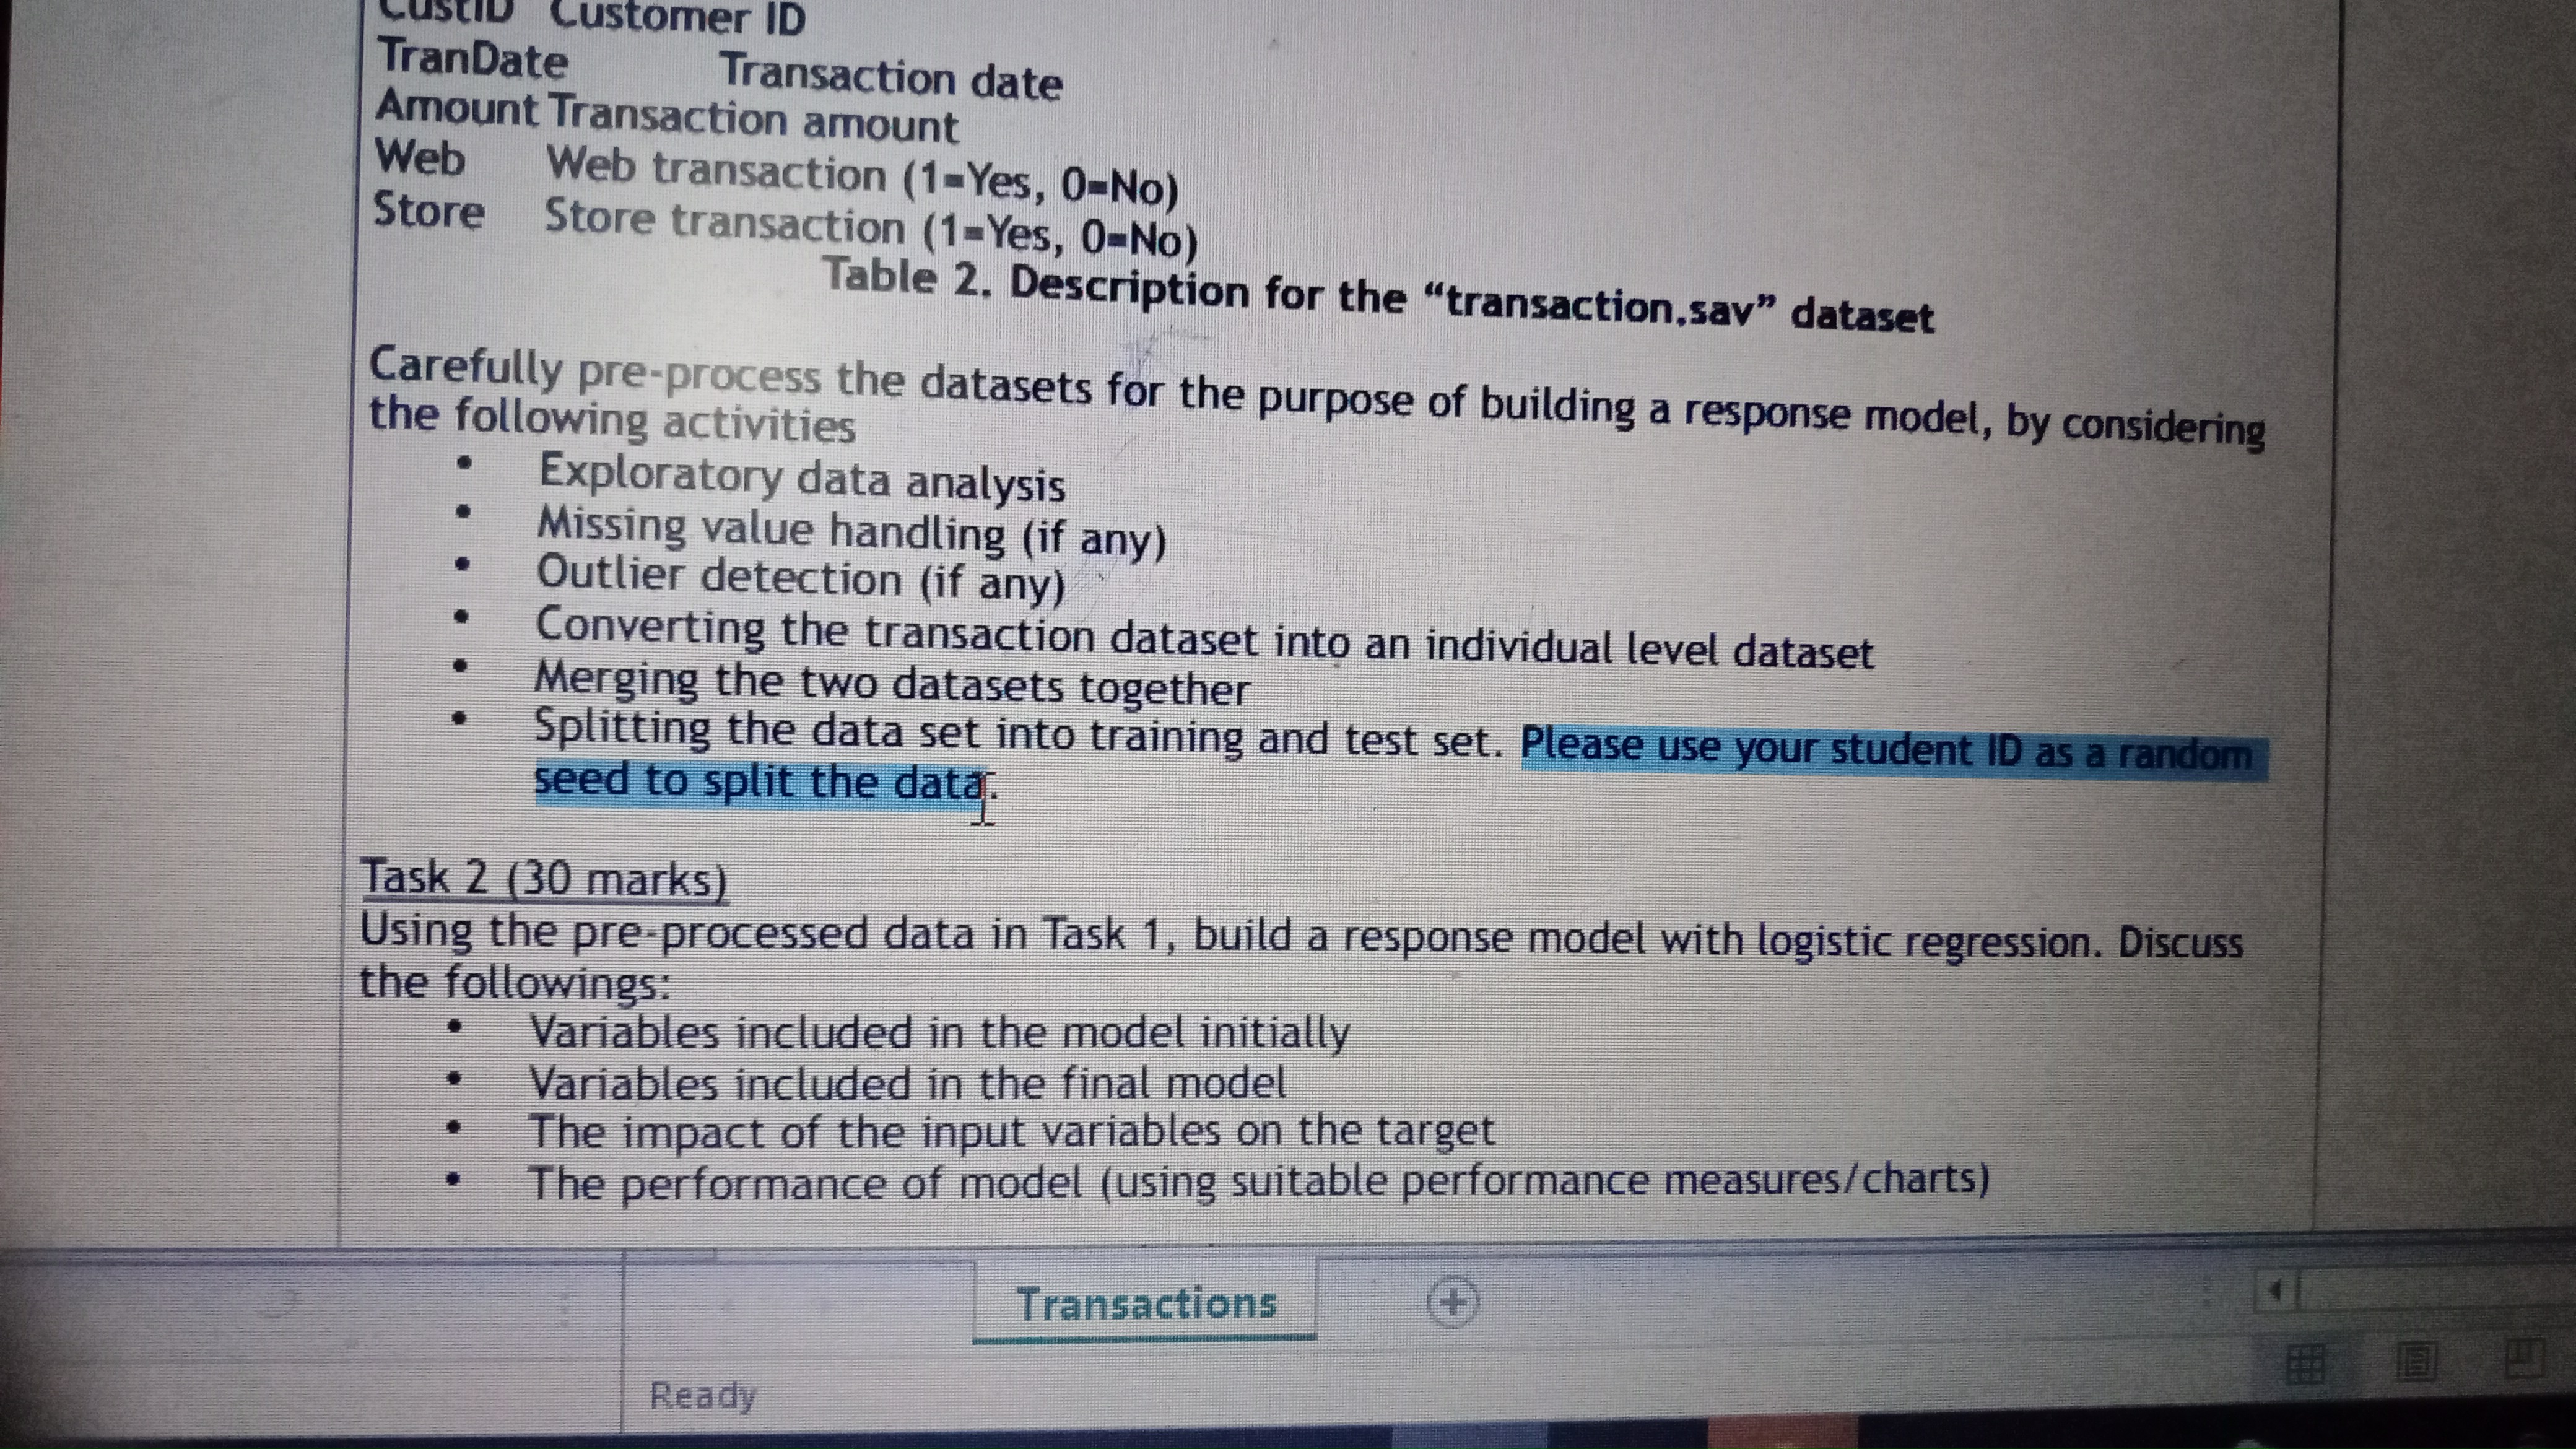 CustID Customer ID
TranDate Transaction date
Amount Transaction amount
Web Web transaction (1=Yes, 0=No)
Store Store transaction (1=Yes, 0=No)
Table 2. Description for the “transaction.sav” dataset
Carefully pre-process the datasets for the purpose of building a response model, by considering
the following activities
• Exploratory data analysis
• Missing value handling (if any)
• Outlier detection (if any)
• Converting the transaction dataset into an individual level dataset
• Merging the two datasets together
• Splitting the data set into training and test set. Please use your student ID as a random
seed to split the data.
Task 2 (30 marks)
Using the pre-processed data in Task 1, build a response model with logistic regression. Discuss
the followings:
• Variables included in the model initially
• Variables included in the final model
• The impact of the input variables on the target
• The performance of model (using suitable performance measures/charts)
Transactions
Ready